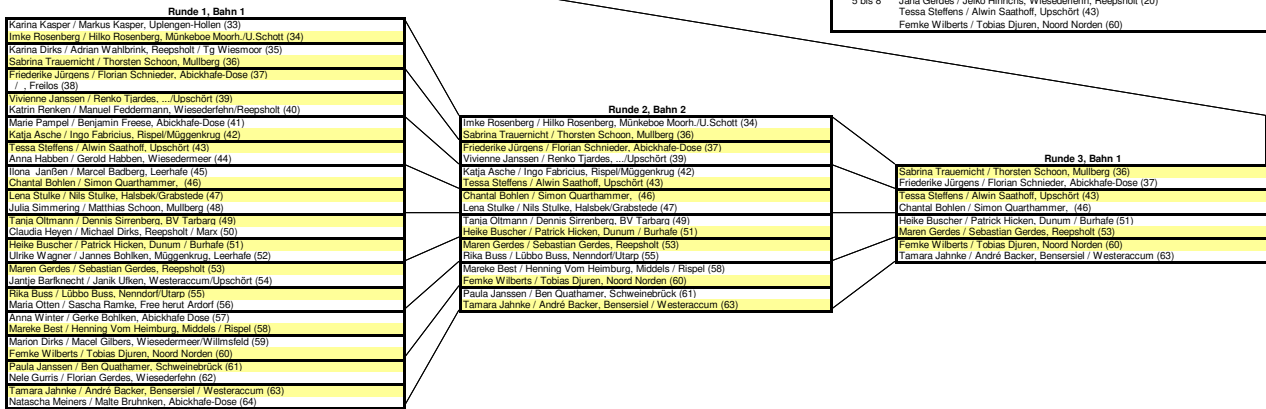 5 bis 8 Jana Gerdes / Jelko Hinrichs, Wiesederfehn, Reepsholt (20)
Tessa Steffens / Alwin Saathoff, Upschört (43)
Femke Wilberts / Tobias Djuren, Noord Norden (60)
Runde 1, Bahn 1
Karina Kasper / Markus Kasper, Uplengen-Hollen (33)
Imke Rosenberg / Hilko Rosenberg, Münkeboe Moorh./U.Schott (34)
Karina Dirks / Adrian Wahlbrink, Reepsholt / Tg Wiesmoor (35)
Sabrina Trauernicht / Thorsten Schoon, Mullberg (36)
Friederike Jürgens / Florian Schnieder, Abickhafe-Dose (37)
/ , Freilos (38)
Vivienne Janssen / Renko Tjardes, .../Upschört (39)
Katrin Renken / Manuel Feddermann, Wiesederfehn/Reepsholt (40)
Marie Pampel / Benjamin Freese, Abickhafe-Dose (41)
Katja Asche / Ingo Fabricius, Rispel/Müggenkrug (42)
Tessa Steffens / Alwin Saathoff, Upschört (43)
Anna Habben / Gerold Habben, Wiesedermeer (44)
Ilona Janßen / Marcel Badberg, Leerhafe (45)
Chantal Bohlen / Simon Quarthammer, (46)
Lena Stulke / Nils Stulke, Halsbek/Grabstede (47)
Julia Simmering / Matthias Schoon, Mullberg (48)
Tanja Oltmann / Dennis Sirrenberg, BV Tarbarg (49)
Claudia Heyen / Michael Dirks, Reepsholt / Marx (50)
Heike Buscher / Patrick Hicken, Dunum / Burhafe (51)
Ulrike Wagner / Jannes Bohlken, Müggenkrug, Leerhafe (52)
Maren Gerdes / Sebastian Gerdes, Reepsholt (53)
Jantje Barfknecht / Janik Ufken, Westeraccum/Upschört (54)
Rika Buss / Lübbo Buss, Nenndorf/Utarp (55)
Maria Otten / Sascha Ramke, Free herut Ardorf (56)
Anna Winter / Gerke Bohlken, Abickhafe Dose (57)
Mareke Best / Henning Vom Heimburg, Middels / Rispel (58)
Marion Dirks / Macel Gilbers, Wiesedermeer/Willmsfeld (59)
Femke Wilberts / Tobias Djuren, Noord Norden (60)
Paula Janssen / Ben Quathamer, Schweinebrück (61)
Nele Gurris / Florian Gerdes, Wiesederfehn (62)
Tamara Jahnke / André Backer, Bensersiel / Westeraccum (63)
Natascha Meiners / Malte Bruhnken, Abickhafe-Dose (64)
Runde 2, Bahn 2
Imke Rosenberg / Hilko Rosenberg, Münkeboe Moorh./U.Schott (34)
Sabrina Trauernicht / Thorsten Schoon, Mullberg (36)
Friederike Jürgens / Florian Schnieder, Abickhafe-Dose (37)
Vivienne Janssen / Renko Tjardes, .../Upschört (39)
Katja Asche / Ingo Fabricius, Rispel/Müggenkrug (42)
Tessa Steffens / Alwin Saathoff, Upschört (43)
Chantal Bohlen / Simon Quarthammer, (46)
Lena Stulke / Nils Stulke, Halsbek/Grabstede (47)
Tanja Oltmann / Dennis Sirrenberg, BV Tarbarg (49)
Heike Buscher / Patrick Hicken, Dunum / Burhafe (51)
Maren Gerdes / Sebastian Gerdes, Reepsholt (53)
Rika Buss / Lübbo Buss, Nenndorf/Utarp (55)
Mareke Best / Henning Vom Heimburg, Middels / Rispel (58)
Femke Wilberts / Tobias Djuren, Noord Norden (60)
Paula Janssen / Ben Quathamer, Schweinebrück (61)
Tamara Jahnke / André Backer, Bensersiel / Westeraccum (63)
Runde 3, Bahn 1
Sabrina Trauernicht / Thorsten Schoon, Mullberg (36)
Friederike Jürgens / Florian Schnieder, Abickhafe-Dose (37)
Tessa Steffens / Alwin Saathoff, Upschört (43)
Chantal Bohlen / Simon Quarthammer, (46)
Heike Buscher / Patrick Hicken, Dunum / Burhafe (51)
Maren Gerdes / Sebastian Gerdes, Reepsholt (53)
Femke Wilberts / Tobias Djuren, Noord Norden (60)
Tamara Jahnke / André Backer, Bensersiel / Westeraccum (63)